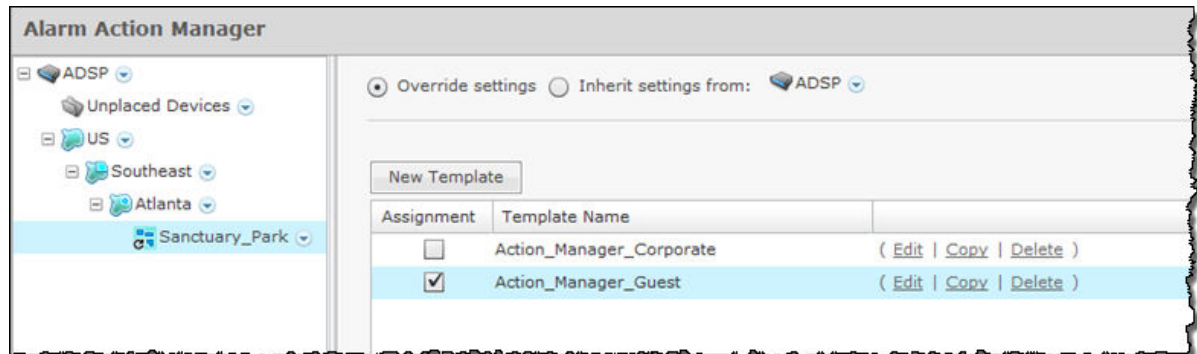 Alarm Action Manager
ADSP
Unplaced Devices
US
Southeast
Atlanta
Sanctuary_Park
Override settings Inherit settings from: ADSP
New Template
Assignment Template Name
Action_Manager_Corporate ( Edit | Copy | Delete )
Action_Manager_Guest ( Edit | Copy | Delete )